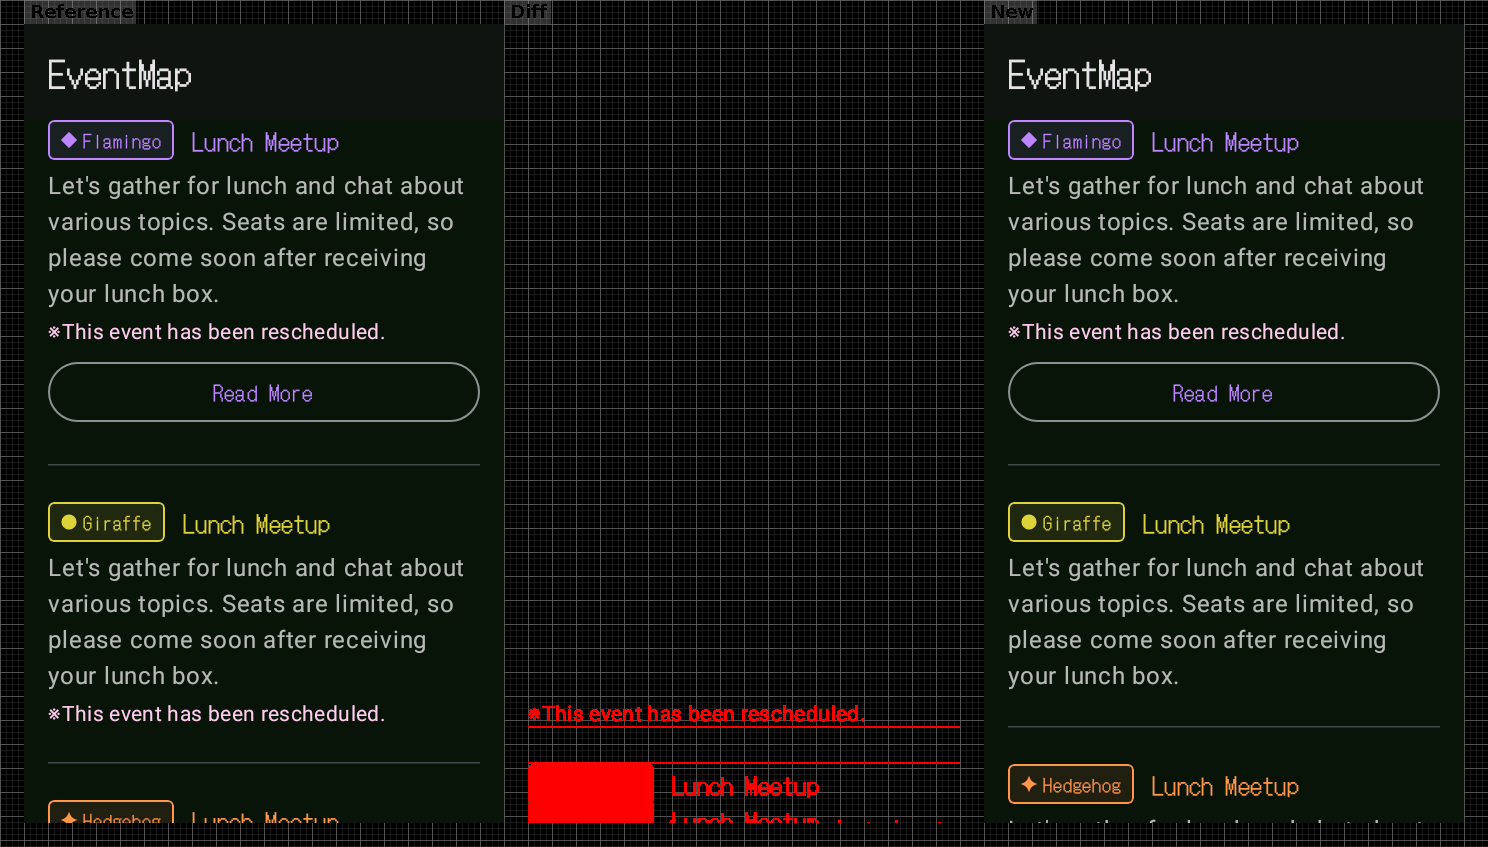 Reference
EventMap
Flamingo Lunch Meetup
Let's gather for lunch and chat about
various topics. Seats are limited, so
please come soon after receiving
your lunch box.
※This event has been rescheduled.
Read More
Giraffe Lunch Meetup
Let's gather for lunch and chat about
various topics. Seats are limited, so
please come soon after receiving
your lunch box.
※This event has been rescheduled.
Hedgehog Lunch Meetup
Diff
※This event has been rescheduled.
Lunch Meetup
Lunch Meetup
New
EventMap
Flamingo Lunch Meetup
Let's gather for lunch and chat about
various topics. Seats are limited, so
please come soon after receiving
your lunch box.
※This event has been rescheduled.
Read More
Giraffe Lunch Meetup
Let's gather for lunch and chat about
various topics. Seats are limited, so
please come soon after receiving
your lunch box.
Hedgehog Lunch Meetup